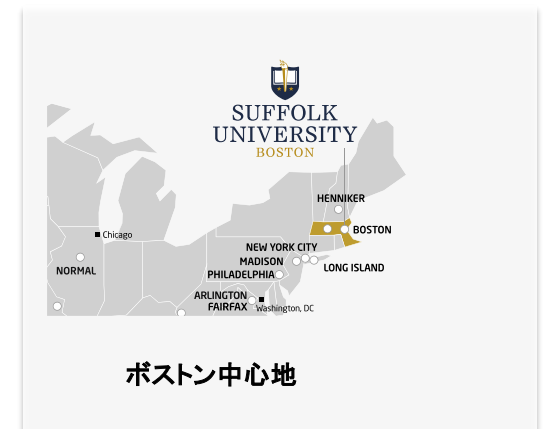 SUFFOLK
UNIVERSITY
BOSTON
HENNIKER
BOSTON
Chicago
NEW YORK CITY
NORMAL
MADISON
LONG ISLAND
PHILADELPHIA
ARLINGTON
FAIRFAX
Washington, DC
ボストン中心地